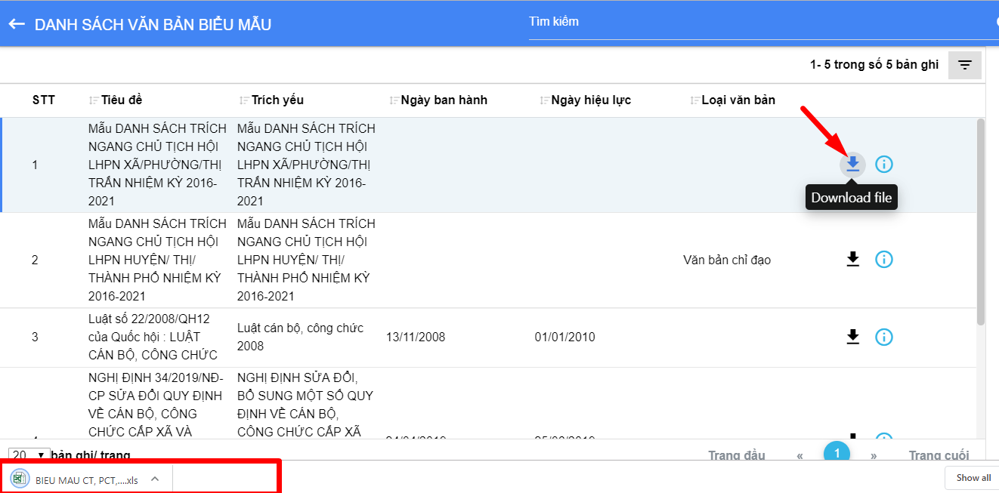 DANH SÁCH VĂN BẢN BIỂU MẪU
Tìm kiếm
1- 5 trong số 5 bản ghi
STT Tiêu đề Trích yếu Ngày ban hành Ngày hiệu lực Loại văn bản
1
Mẫu DANH SÁCH TRÍCH
NGANG CHỦ TỊCH HỘI
LHPN XÃ/PHƯỜNG/THỊ
TRẤN NHIỆM KỲ 2016-
2021
Mẫu DANH SÁCH TRÍCH
NGANG CHỦ TỊCH HỘI
LHPN XÃ/PHƯỜNG/THỊ
TRẤN NHIỆM KỲ 2016-
2021
Download file
2
Mẫu DANH SÁCH TRÍCH
NGANG CHỦ TỊCH HỘI
LHPN HUYỆN/ THỊ/
THÀNH PHỐ NHIỆM KỲ
2016-2021
Mẫu DANH SÁCH TRÍCH
NGANG CHỦ TỊCH HỘI
LHPN HUYỆN/ THỊ/
THÀNH PHỐ NHIỆM KỲ
2016-2021
Văn bản chỉ đạo
3
Luật số 22/2008/QH12
của Quốc hội : LUẬT
CÁN BỘ, CÔNG CHỨC
Luật cán bộ, công chức
2008
13/11/2008
01/01/2010
NGHỊ ĐỊNH 34/2019/NĐ-
CP SỬA ĐỔI QUY ĐỊNH
VỀ CÁN BỘ, CÔNG
CHỨC CẤP XÃ VÀ
NGHỊ ĐỊNH SỬA ĐỔI,
BỔ SUNG MỘT SỐ QUY
ĐỊNH VỀ CÁN BỘ,
CÔNG CHỨC CẤP XÃ
20 bản ghi/ trang
Trang đầu « 1 » Trang cuối
BIEU MAU CT, PCT,....xls
Show all